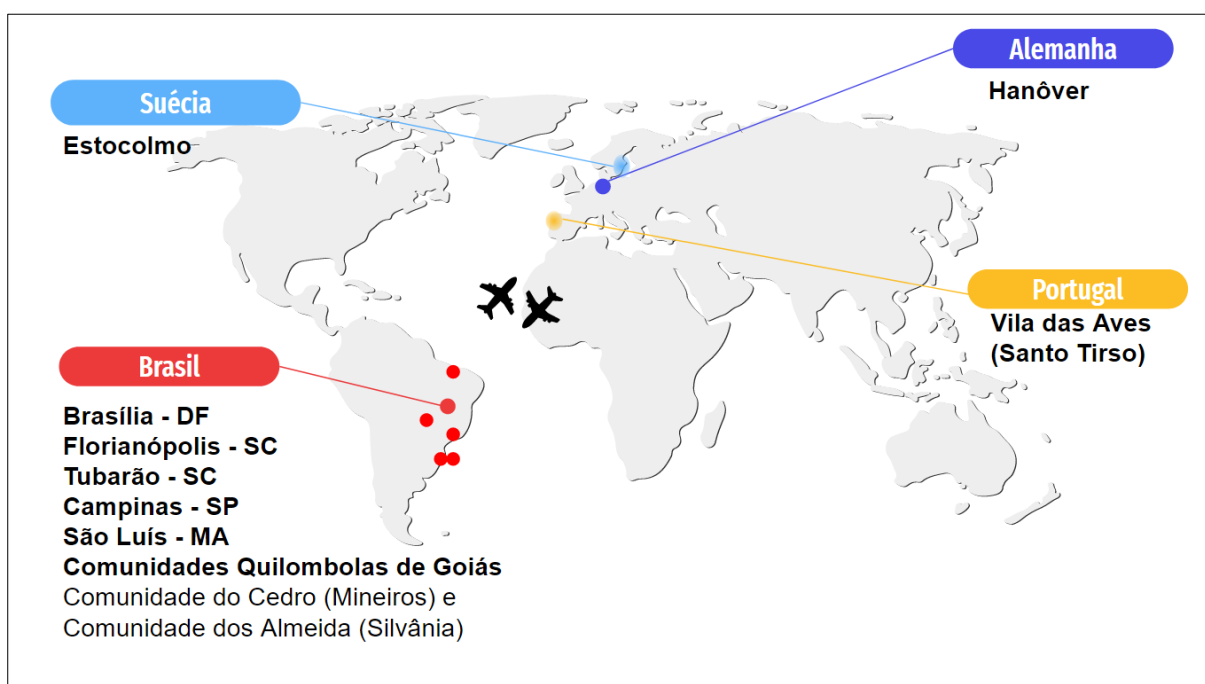 Alemanha
Hanôver
Suécia
Estocolmo
Portugal
Vila das Aves
(Santo Tirso)
Brasil
Brasília - DF
Florianópolis - SC
Tubarão - SC
Campinas - SP
São Luís - MA
Comunidades Quilombolas de Goiás
Comunidade do Cedro (Mineiros) e
Comunidade dos Almeida (Silvânia)